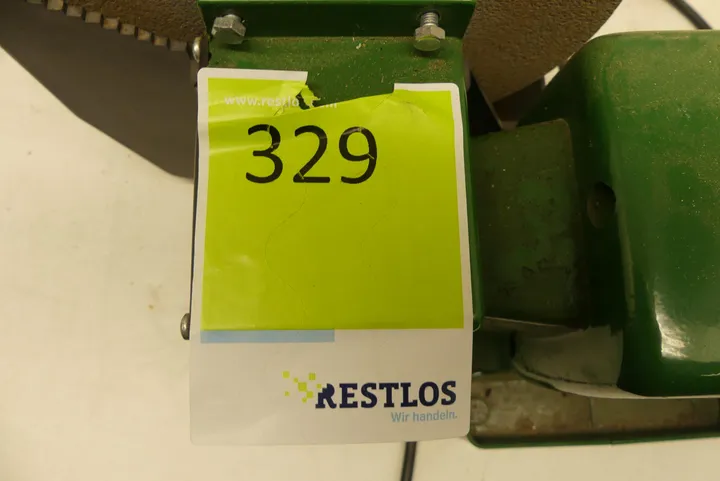 329
RESTLOS
Wir handeln.